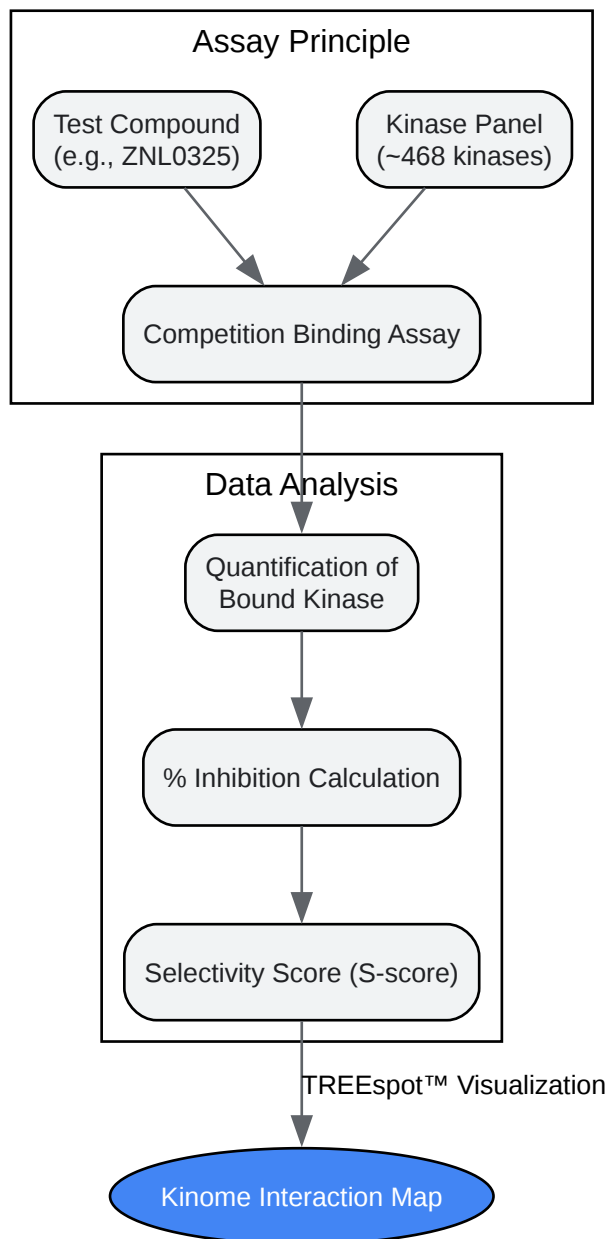 Assay Principle
Test Compound
(e.g., ZNL0325)
Kinase Panel
(~468 kinases)
Competition Binding Assay
Data Analysis
Quantification of
Bound Kinase
% Inhibition Calculation
Selectivity Score (S-score)
TREEspot™ Visualization
Kinome Interaction Map